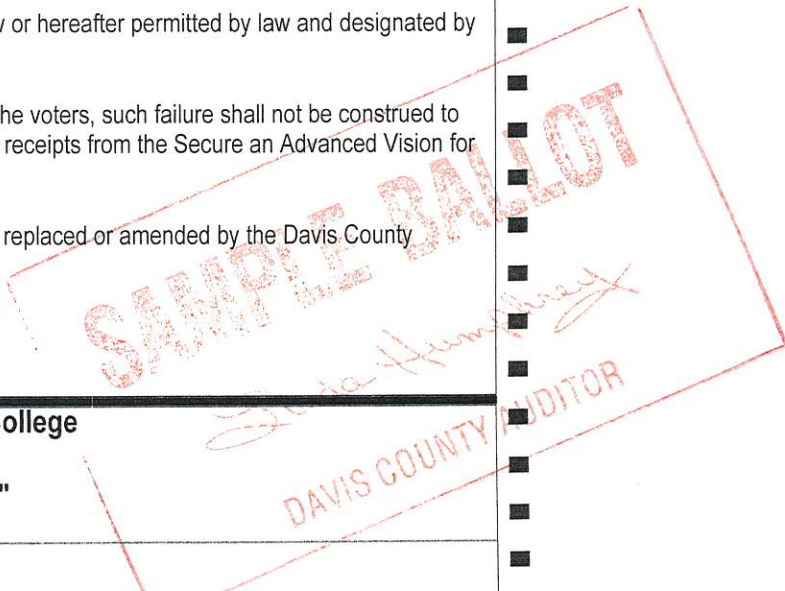 w or hereafter permitted by law and designated by
he voters, such failure shall not be construed to
receipts from the Secure an Advanced Vision for
replaced or amended by the Davis County
SAMPLE BALLOT
Humphrey
DAVIS COUNTY AUDITOR
ollege
"